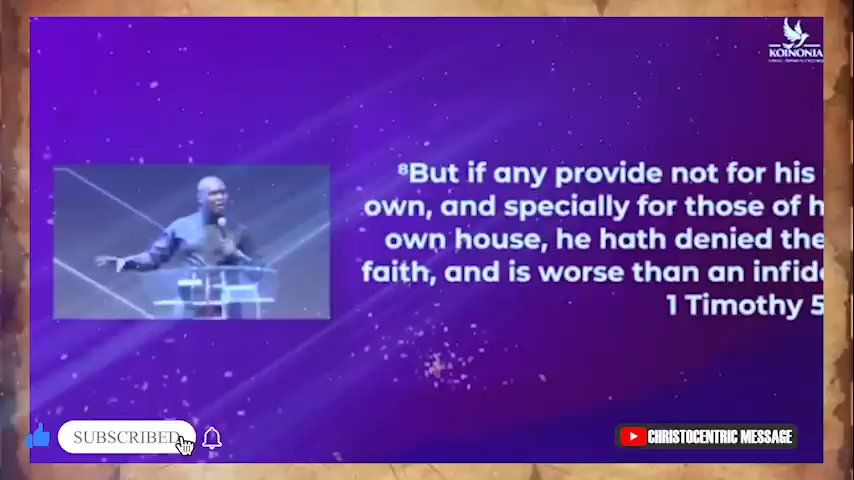 KOINONIA
⁸But if any provide not for his
own, and specially for those of h
own house, he hath denied the
faith, and is worse than an infid
1 Timothy 5
SUBSCRIBED
CHRISTOCENTRIC MESSAGE